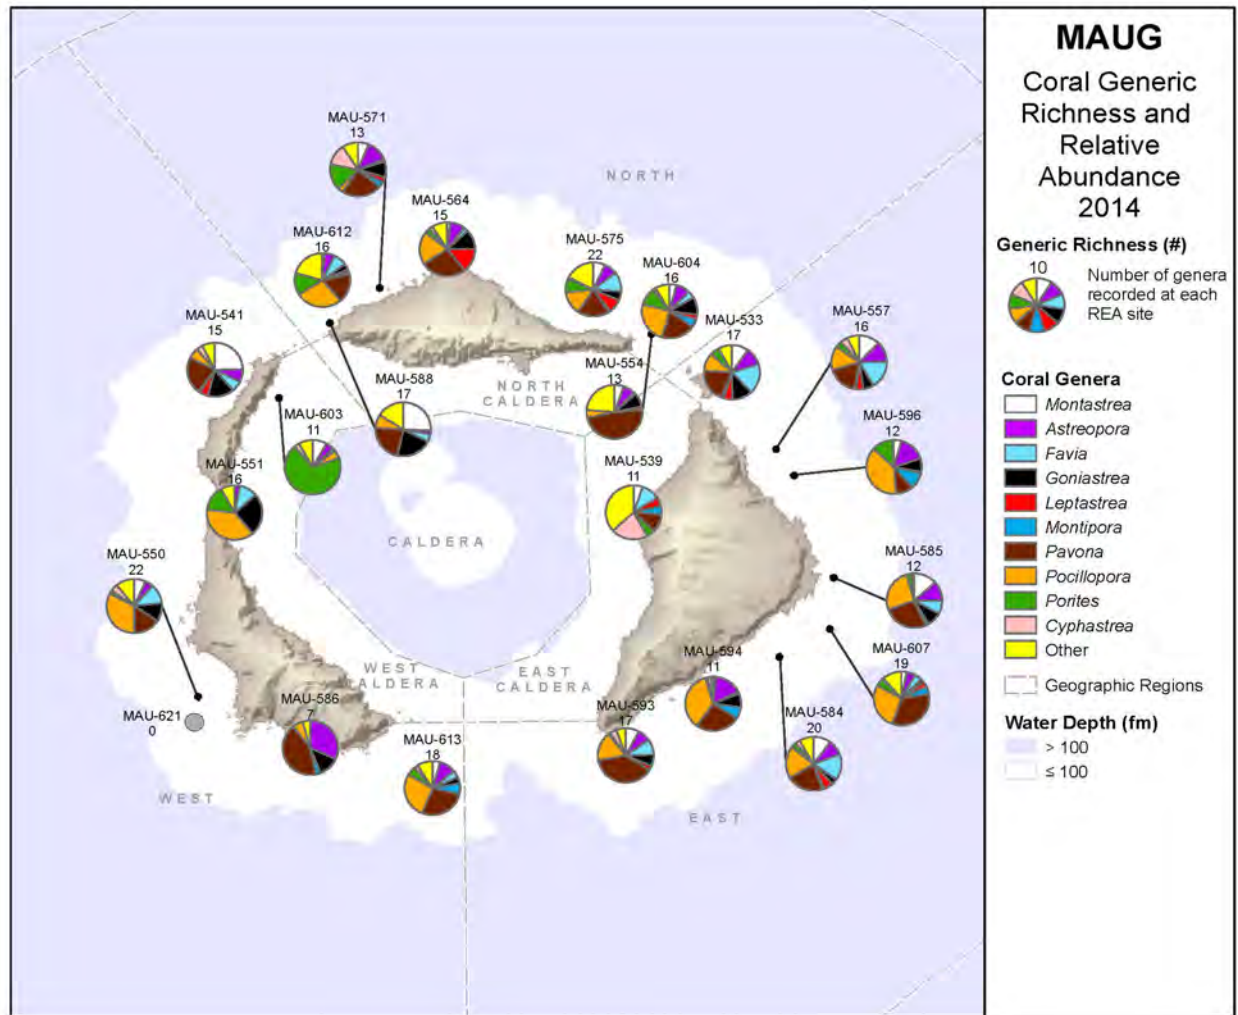 MAUG
Coral Generic
Richness and
Relative
Abundance
2014
Generic Richness (#)
10
Number of genera
recorded at each
REA site
Coral Genera
Montastrea
Astreopora
Favia
Goniastrea
Leptastrea
Montipora
Pavona
Pocillopora
Porites
Cyphastrea
Other
Geographic Regions
Water Depth (fm)
> 100
≤ 100
MAU-571
13
NORTH
MAU-564
15
MAU-612
16
MAU-575
22
MAU-604
16
MAU-541
15
MAU-533
17
MAU-557
16
MAU-588
17
NORTH
CALDERA
MAU-554
13
MAU-603
11
MAU-596
12
MAU-551
16
MAU-539
11
CALDERA
MAU-550
22
MAU-585
12
WEST
CALDERA
EAST
CALDERA
MAU-594
11
MAU-607
19
MAU-621
0
MAU-586
7
MAU-593
17
MAU-584
20
MAU-613
18
WEST
EAST